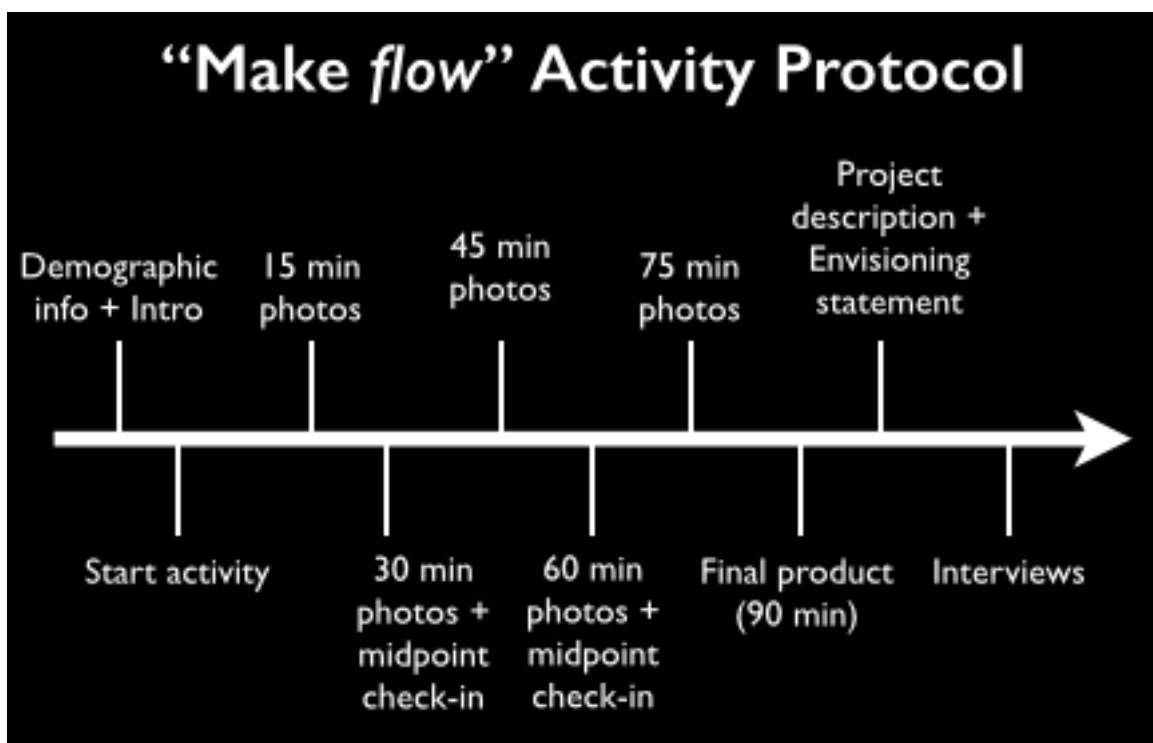 “Make flow” Activity Protocol
Demographic
info + Intro
15 min
photos
45 min
photos
75 min
photos
Project
description +
Envisioning
statement
Start activity
30 min
photos +
midpoint
check-in
60 min
photos +
midpoint
check-in
Final product
(90 min)
Interviews